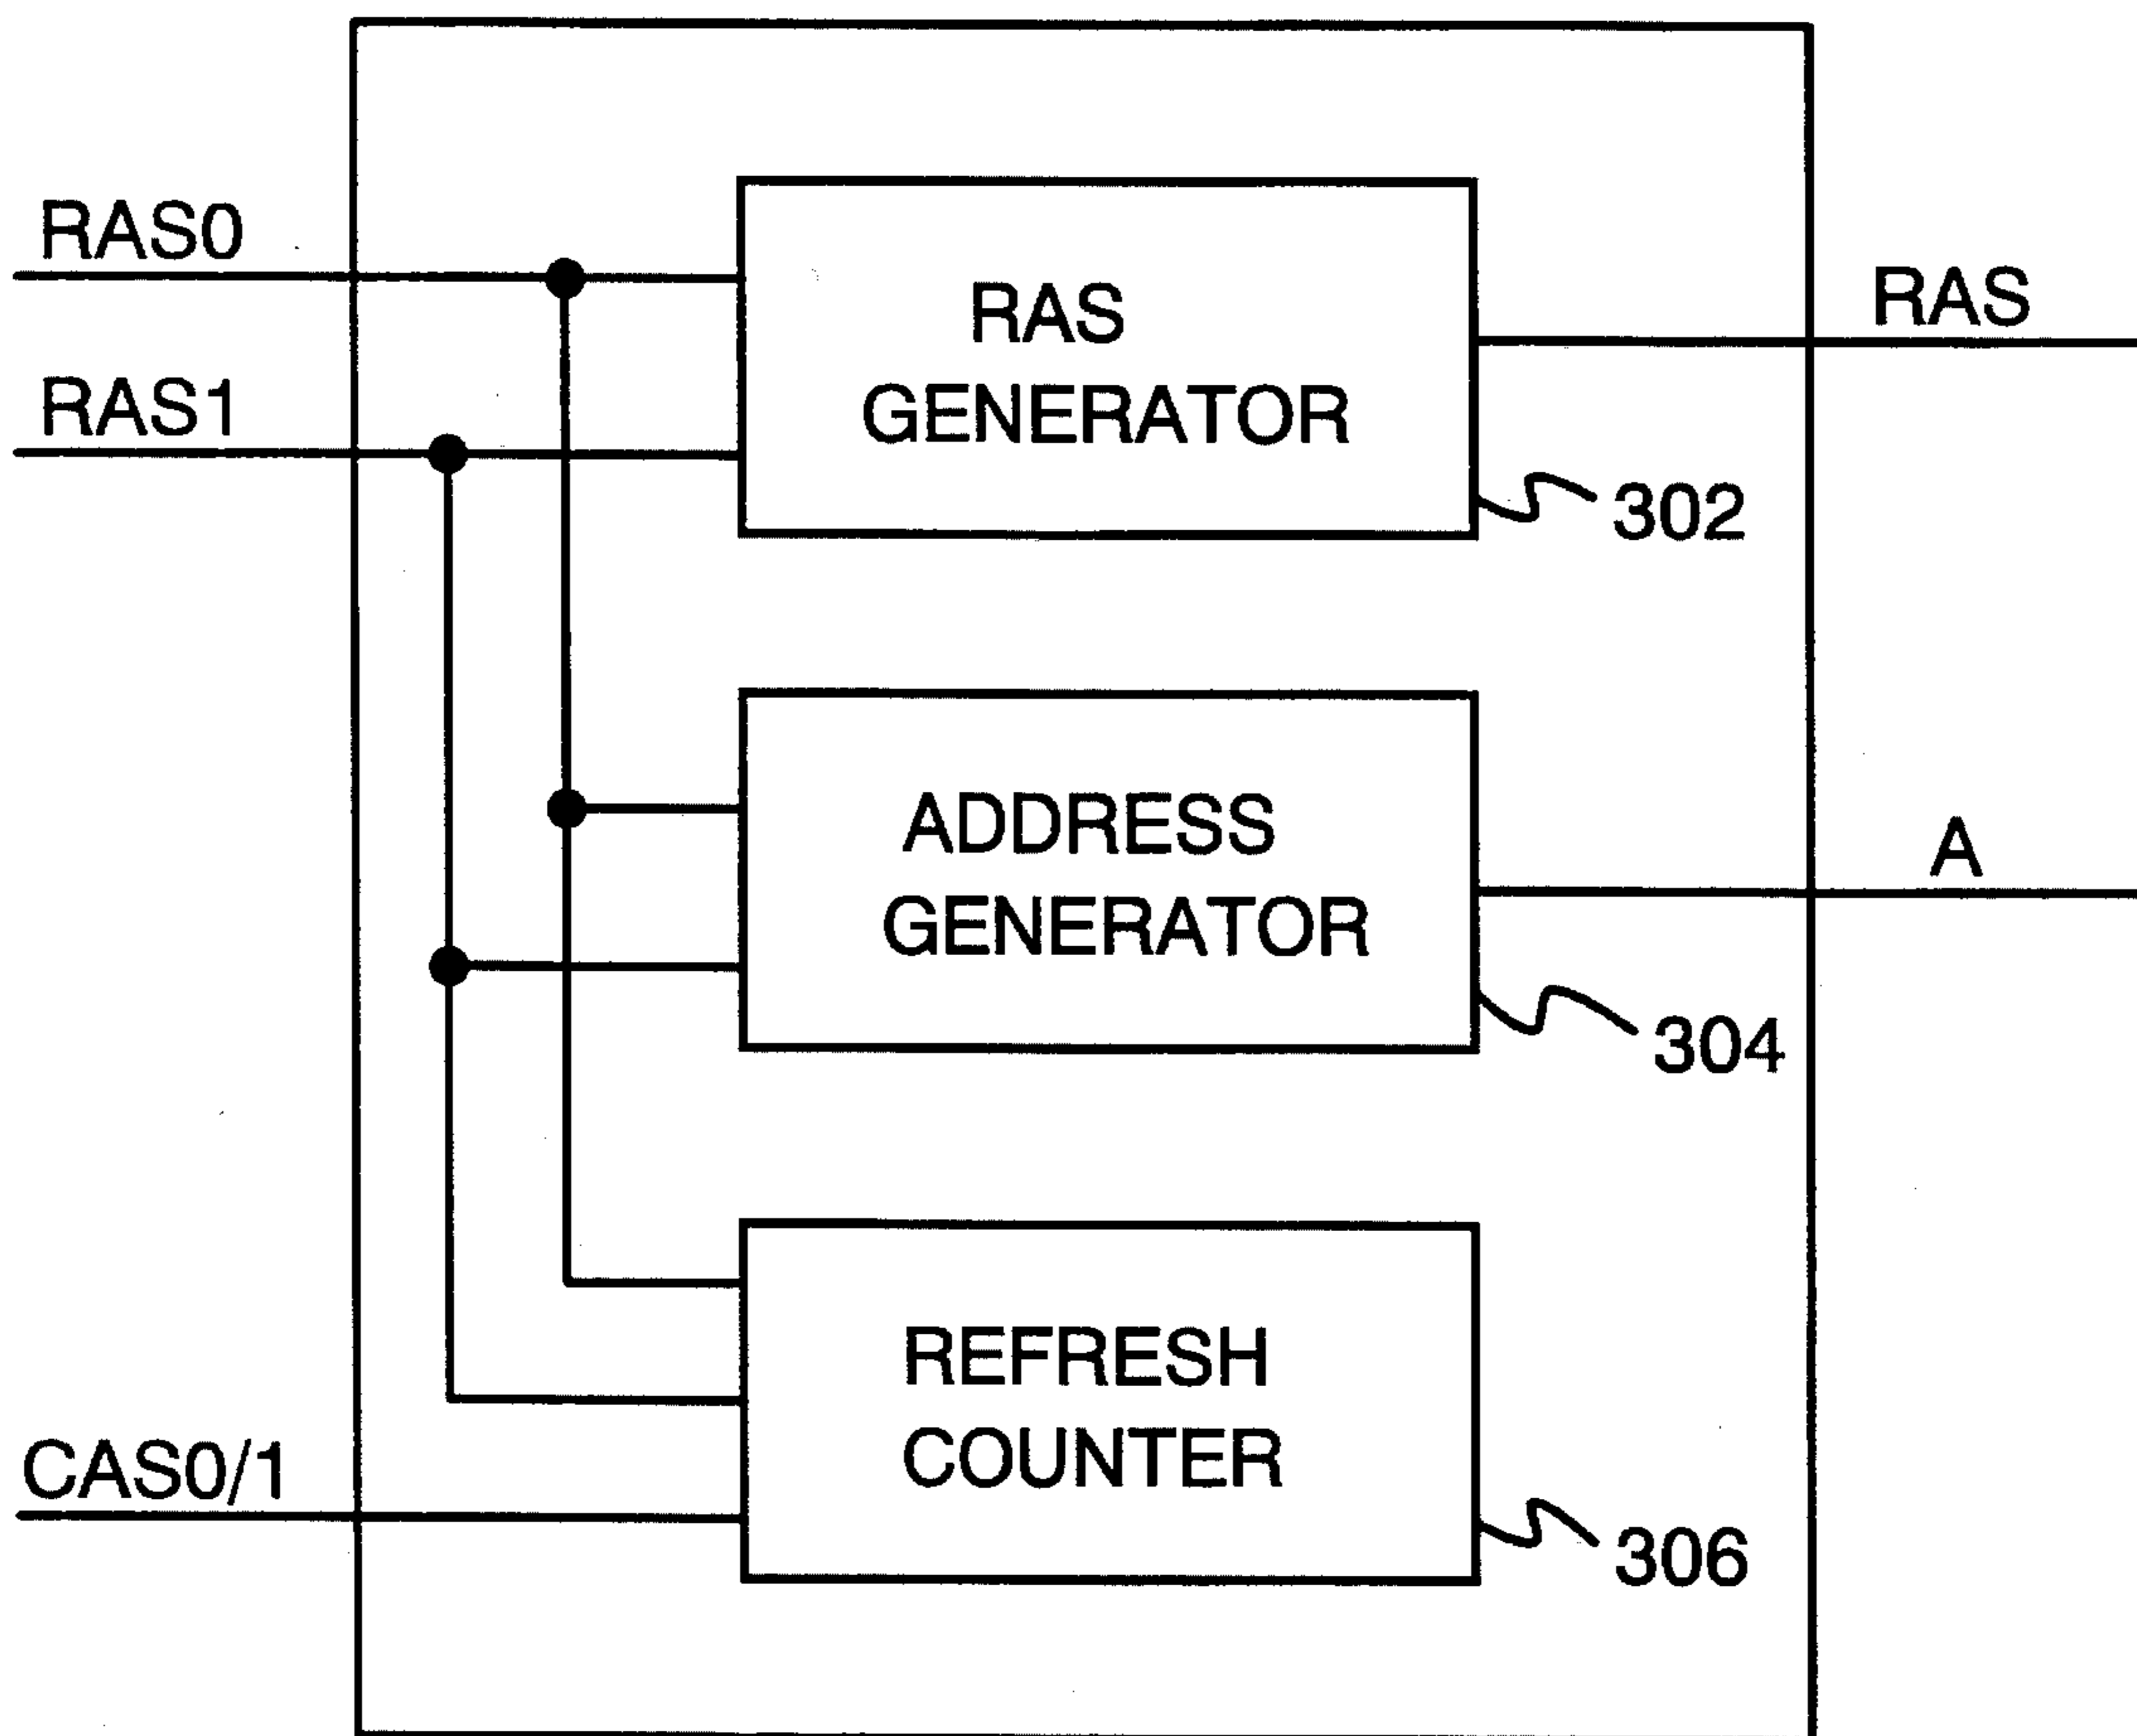 RAS0
RAS1
RAS
GENERATOR
302
RAS
ADDRESS
GENERATOR
304
A
REFRESH
COUNTER
306
CAS0/1